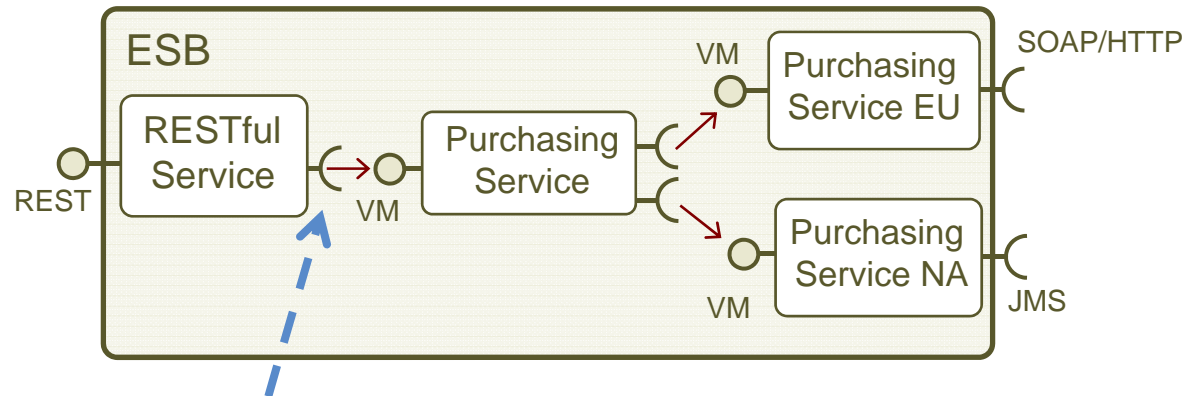 ESB
REST
RESTful
Service
VM
Purchasing
Service
VM
Purchasing
Service EU
SOAP/HTTP
VM
Purchasing
Service NA
JMS